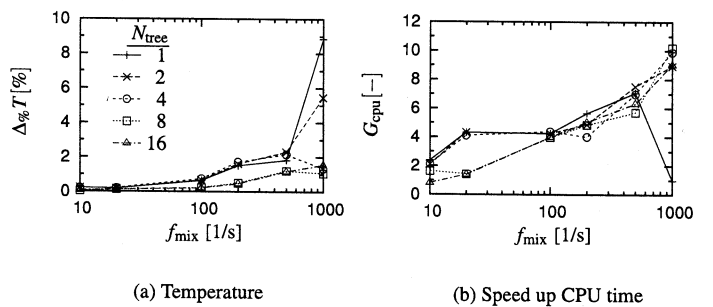 10
8
6
4
2
0
Δ%T [%]
N_tree
1
2
4
8
16
10 100 1000
f_mix [1/s]
(a) Temperature
12
10
8
6
4
2
0
G_cpu [−]
10 100 1000
f_mix [1/s]
(b) Speed up CPU time